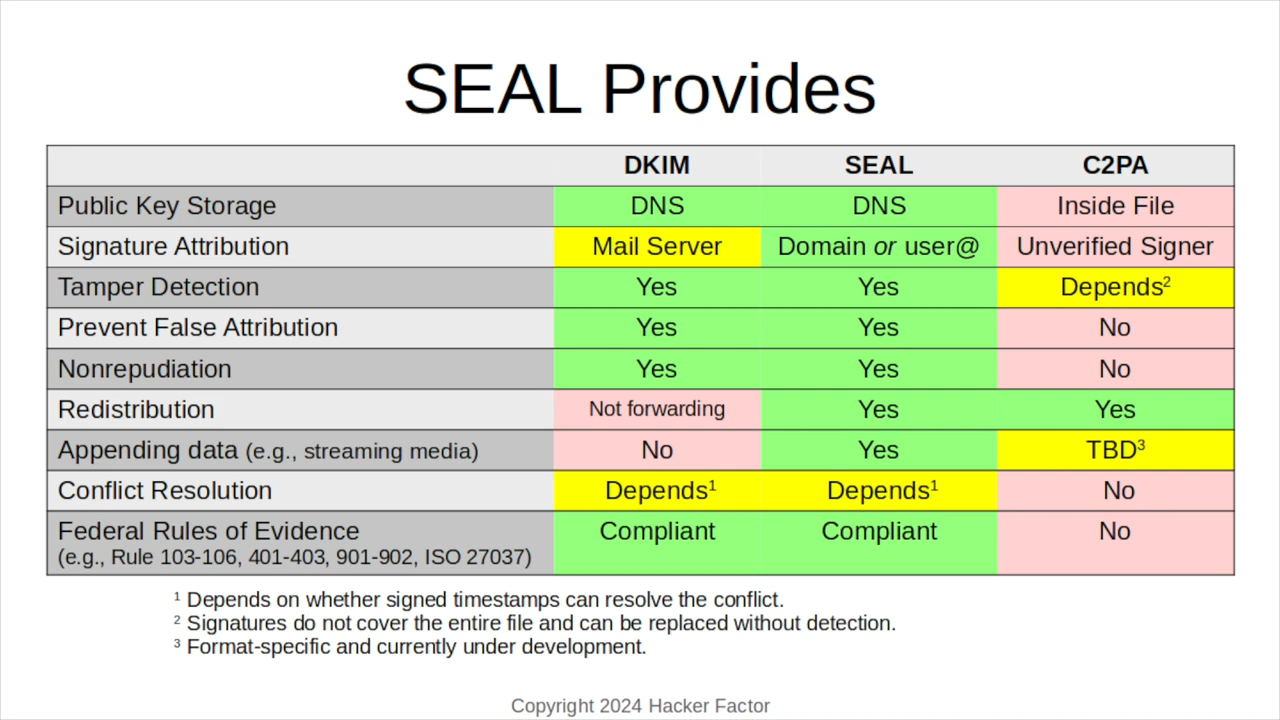 SEAL Provides
DKIM SEAL C2PA
Public Key Storage DNS DNS Inside File
Signature Attribution Mail Server Domain or user@ Unverified Signer
Tamper Detection Yes Yes Depends²
Prevent False Attribution Yes Yes No
Nonrepudiation Yes Yes No
Redistribution Not forwarding Yes Yes
Appending data (e.g., streaming media) No Yes TBD³
Conflict Resolution Depends¹ Depends¹ No
Federal Rules of Evidence Compliant Compliant No
(e.g., Rule 103-106, 401-403, 901-902, ISO 27037)
¹ Depends on whether signed timestamps can resolve the conflict.
² Signatures do not cover the entire file and can be replaced without detection.
³ Format-specific and currently under development.
Copyright 2024 Hacker Factor